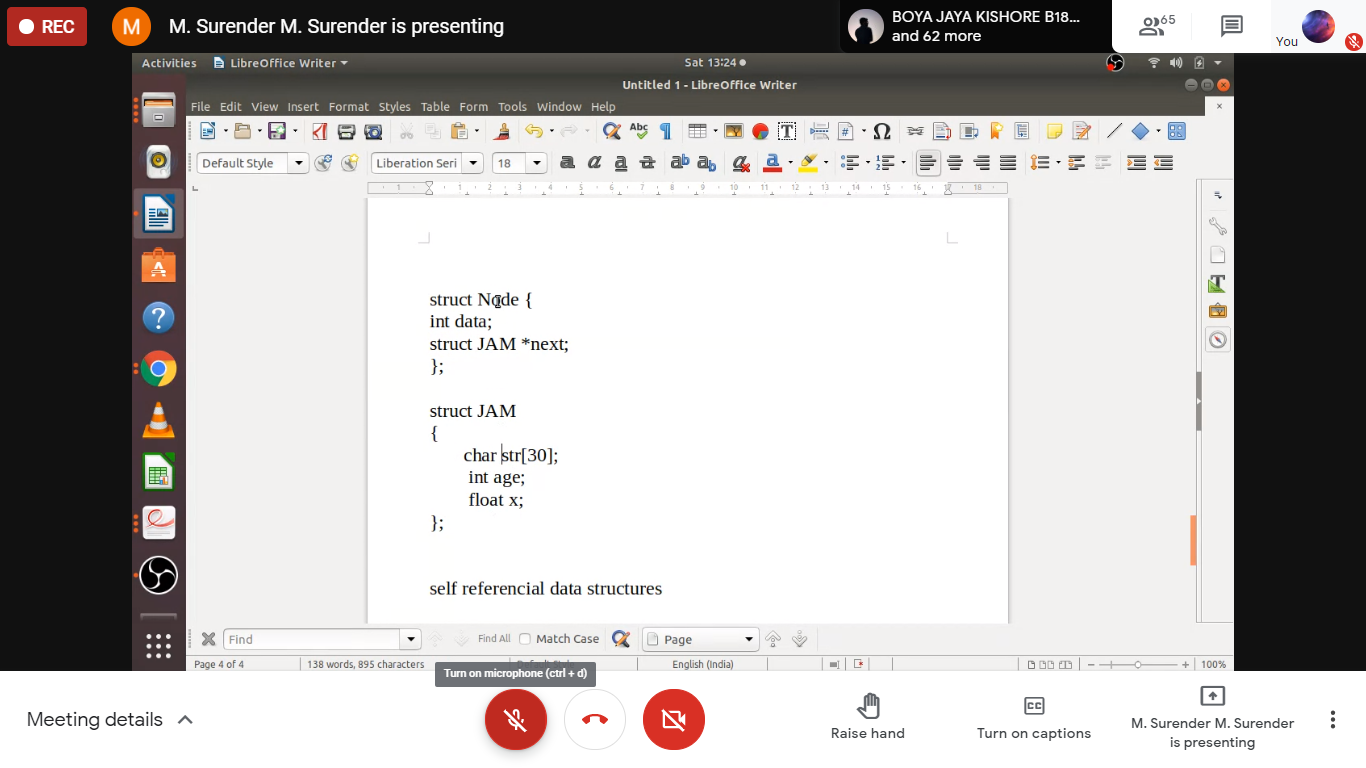 REC
M
M. Surender M. Surender is presenting
BOYA JAYA KISHORE B18...
and 62 more
65
You
Activities
LibreOffice Writer
Sat 13:24
Untitled 1 - LibreOffice Writer
File Edit View Insert Format Styles Table Form Tools Window Help
Default Style
Liberation Seri
18
struct Node {
int data;
struct JAM *next;
};
struct JAM
{
char str[30];
int age;
float x;
};
self referencial data structures
Find
Find All
Match Case
Page
Page 4 of 4
138 words, 895 characters
English (India)
100%
Turn on microphone (ctrl + d)
Meeting details
Raise hand
CC
Turn on captions
M. Surender M. Surender
is presenting